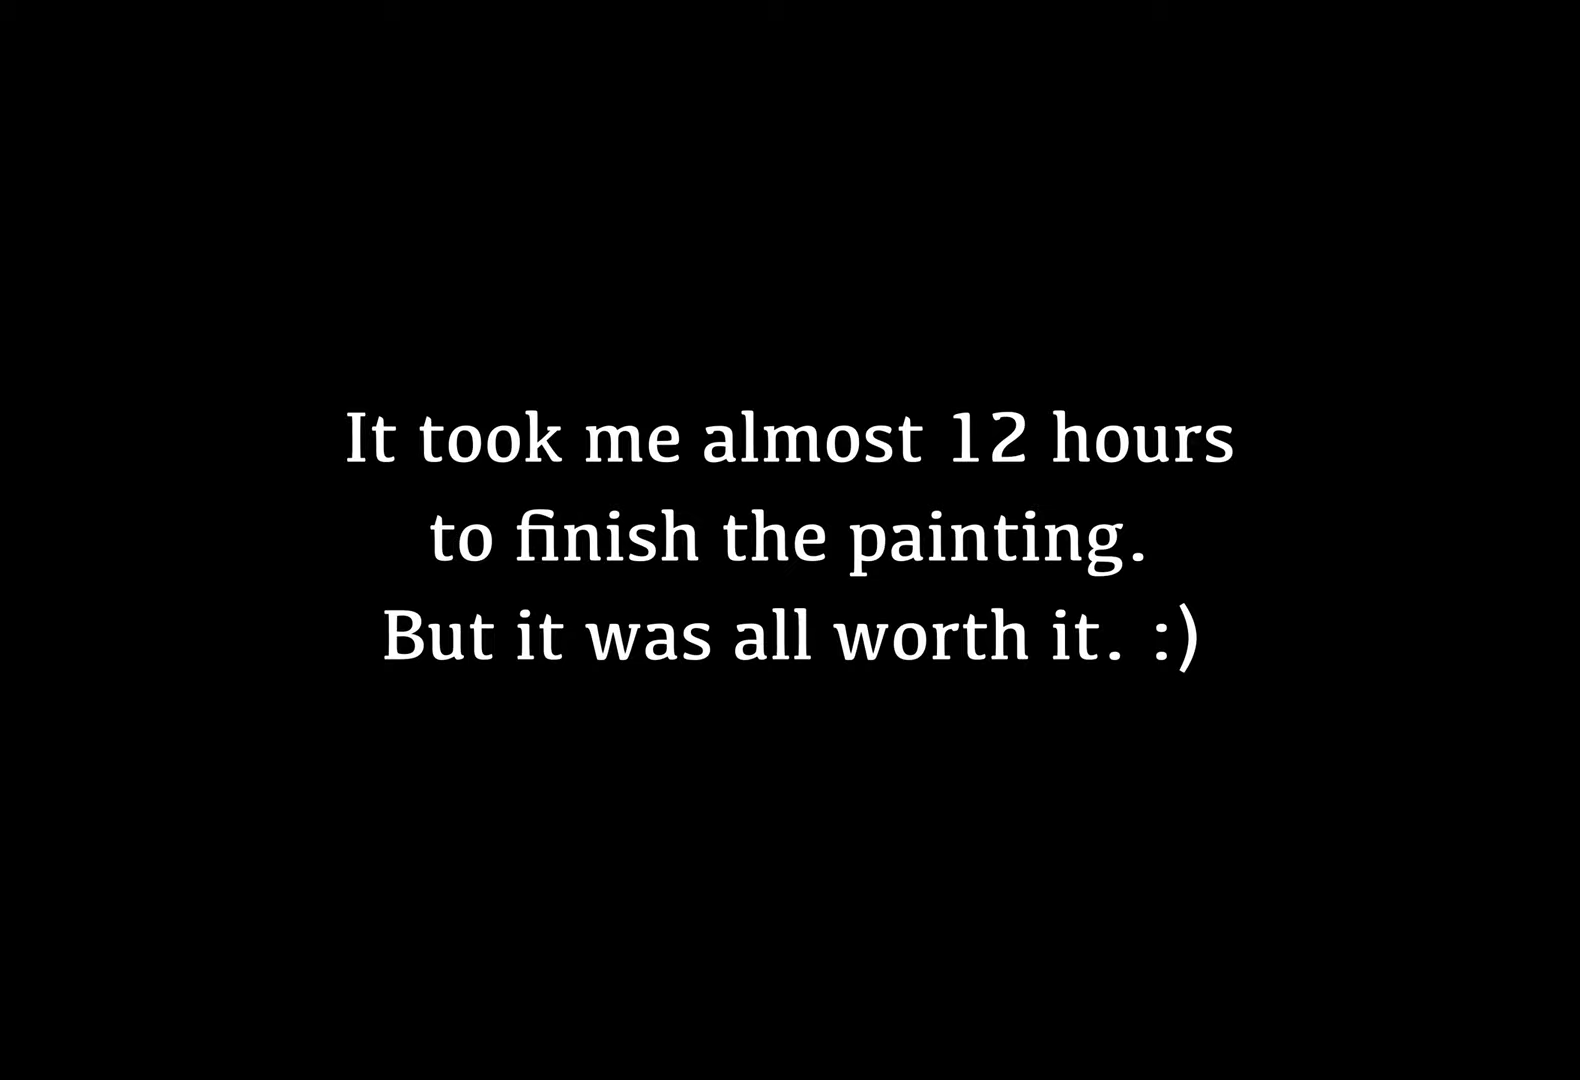 It took me almost 12 hours
to finish the painting.
But it was all worth it. :)